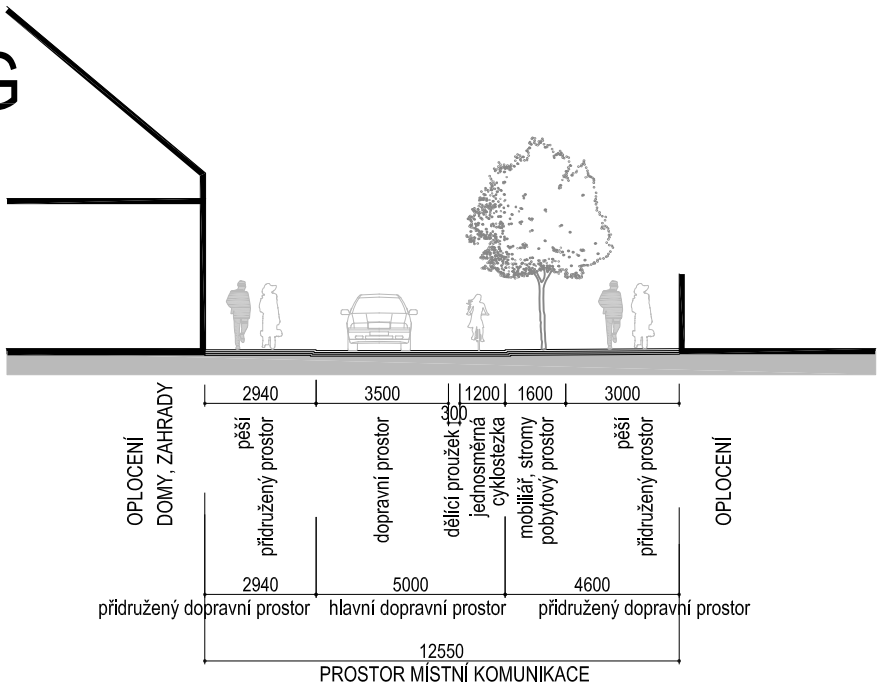 G
2940 3500 1200 1600 3000
300
OPLOCENÍ
DOMY, ZAHRADY
pěší
přidružený prostor
dopravní prostor
dělící proužek
jednosměrná
cyklostezka
mobiliář, stromy
pobytový prostor
pěší
přidružený prostor
OPLOCENÍ
2940 5000 4600
přidružený dopravní prostor hlavní dopravní prostor přidružený dopravní prostor
12550
PROSTOR MÍSTNÍ KOMUNIKACE